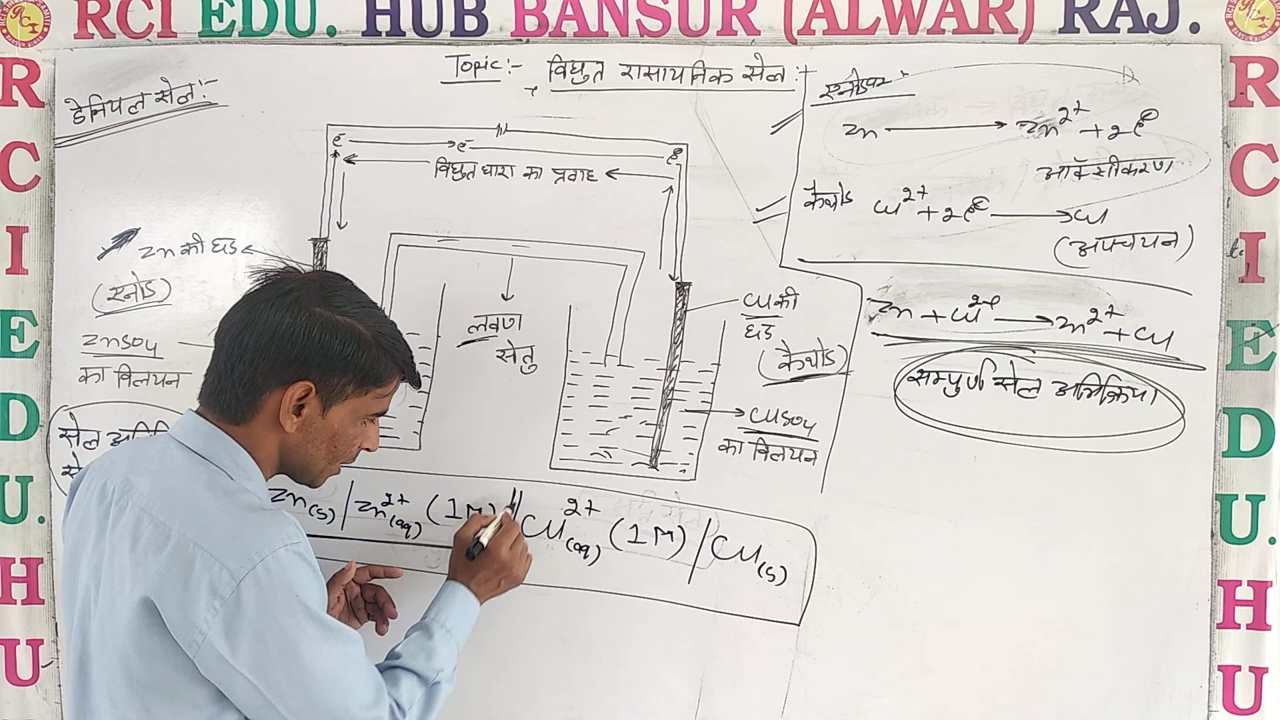 RCI EDU. HUB BANSUR (ALWAR) RAJ.
R
C
I
E
D
U.
H
U
Topic:- विद्युत रासायनिक सेल:-
डेनियल सेल:-
e⁻ → e⁻ e⁻
विद्युत धारा का प्रवाह
Zn की छड़
(एनोड)
ZnSO4
का विलयन
लवण
सेतु
Cu की
छड़
(कैथोड)
CuSO4
का विलयन
सेल
Zn(s) / Zn²⁺(aq) (1M) // Cu²⁺(aq) (1M) / Cu(s)
एनोड पर:-
Zn → Zn²⁺ + 2e⁻
ऑक्सीकरण
कैथोड Cu²⁺ + 2e⁻ → Cu
(अपचयन)
Zn + Cu²⁺ → Zn²⁺ + Cu
सम्पुर्ण सेल अभिक्रिया
R
C
I
E
D
U.
H
U